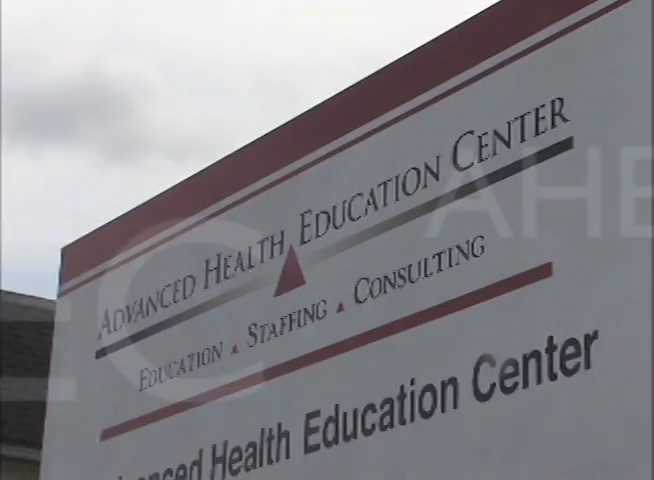 ADVANCED HEALTH EDUCATION CENTER
EDUCATION ▲ STAFFING ▲ CONSULTING
Health Education Center